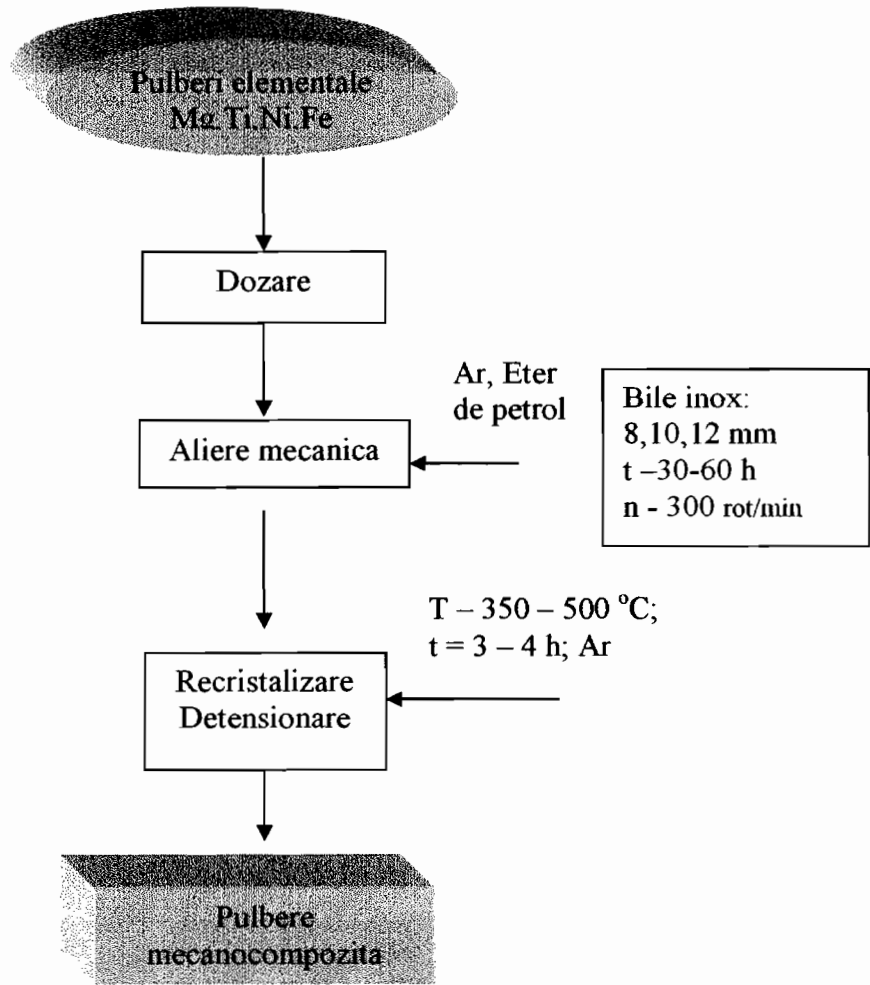 Pulberi elementale
Mg,Ti,Ni,Fe
Dozare
Ar, Eter
de petrol
Aliere mecanica
Bile inox:
8,10,12 mm
t –30-60 h
n - 300 rot/min
T – 350 – 500 °C;
t = 3 – 4 h; Ar
Recristalizare
Detensionare
Pulbere
mecanocompozita